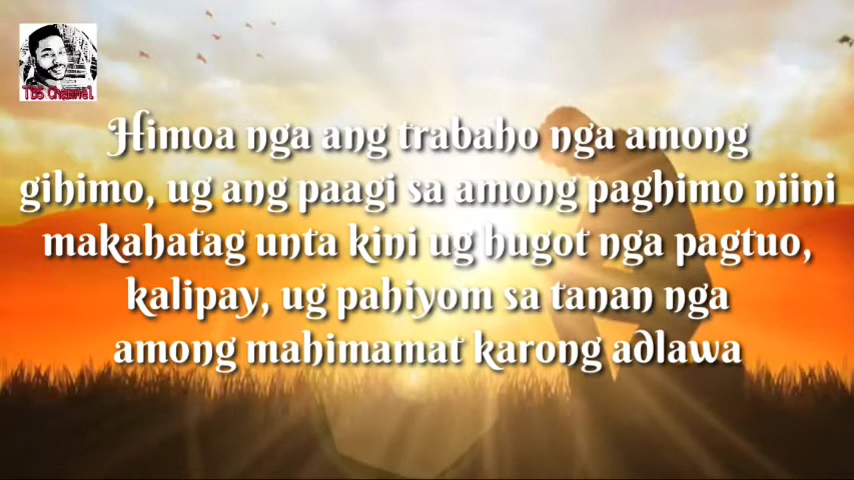 TBS Channel
Himoa nga ang trabaho nga among
gihimo, ug ang paagi sa among paghimo niini
makahatag unta kini ug hugot nga pagtuo,
kalipay, ug pahiyom sa tanan nga
among mahimamat karong adlawa